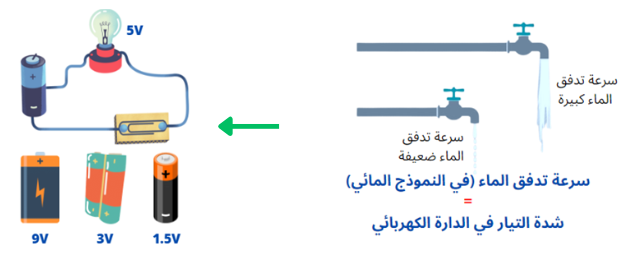 5V
سرعة تدفق
الماء كبيرة
سرعة تدفق
الماء ضعيفة
سرعة تدفق الماء (في النموذج المائي)
=
شدة التيار في الدارة الكهربائي
9V
3V
1.5V